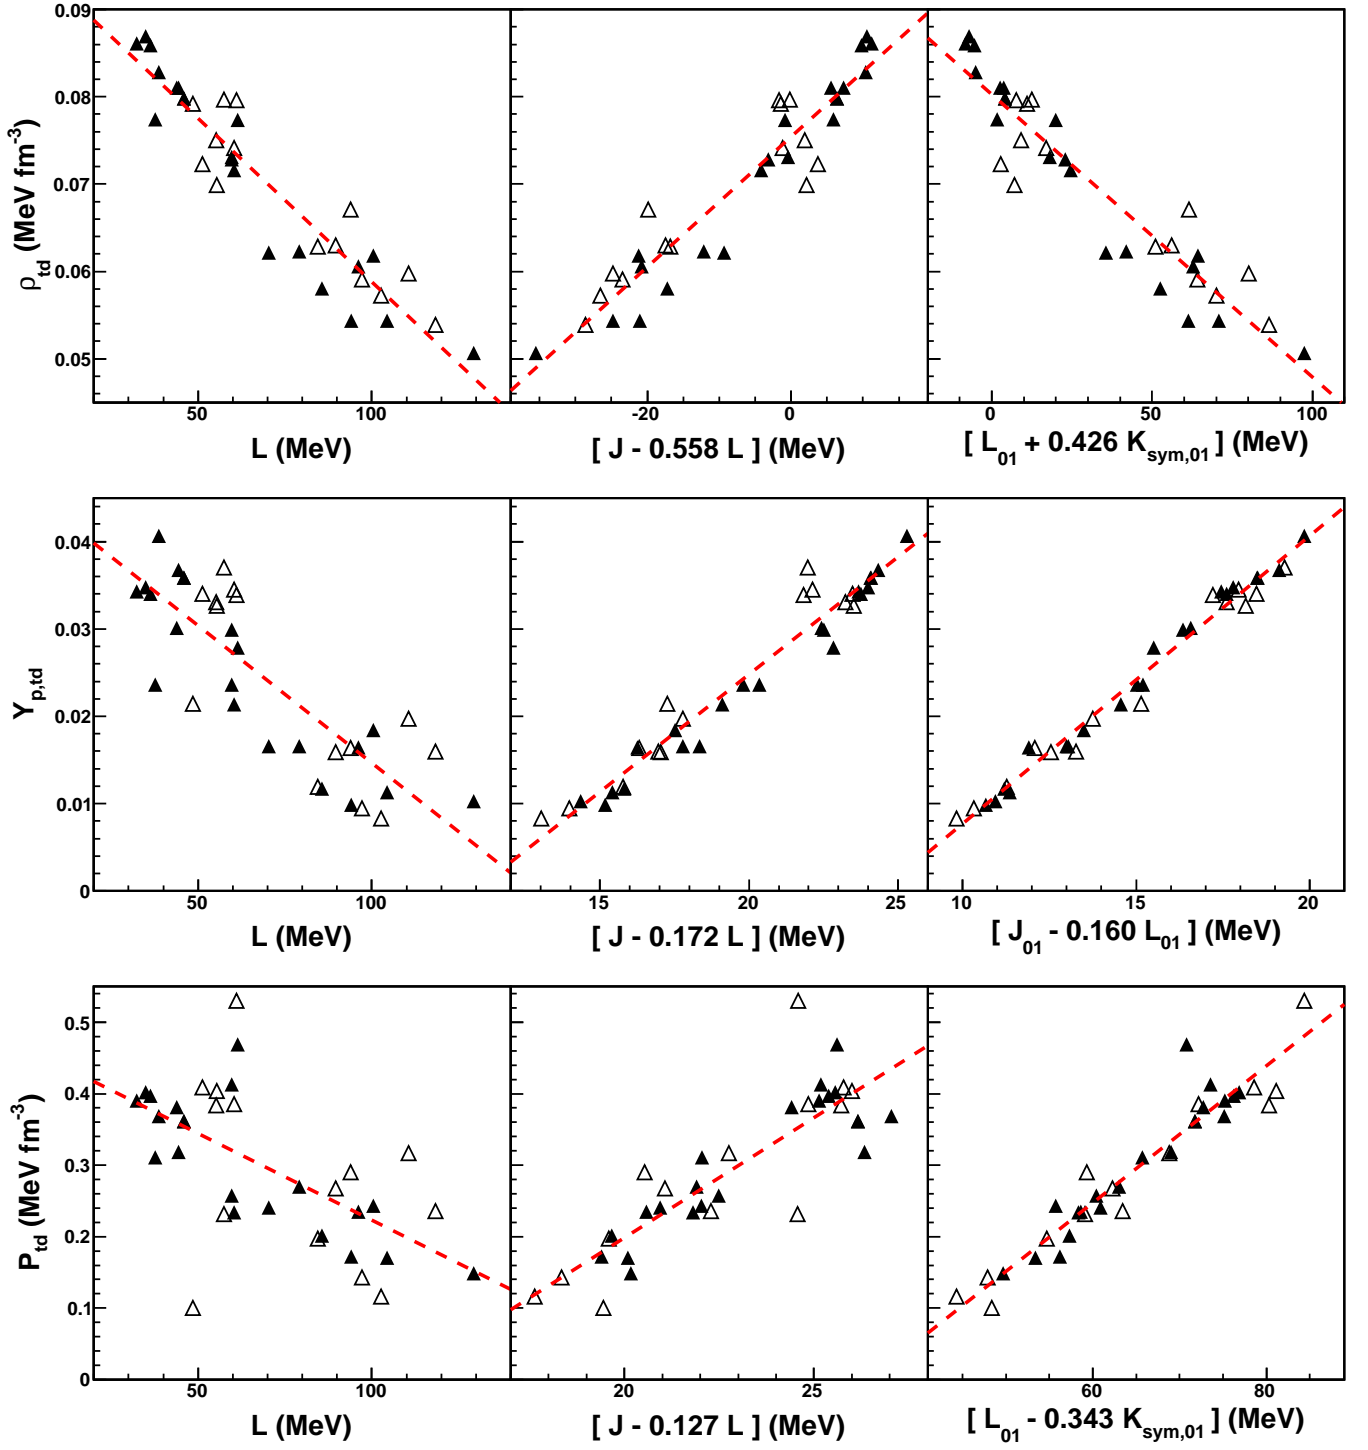 0.09
0.08
0.07
0.06
0.05
ρtd (MeV fm-3)
50 100
L (MeV)
-20 0
[ J - 0.558 L ] (MeV)
0 50 100
[ L01 + 0.426 Ksym,01 ] (MeV)
0.04
0.03
0.02
0.01
0
Yp,td
50 100
L (MeV)
15 20 25
[ J - 0.172 L ] (MeV)
10 15 20
[ J01 - 0.160 L01 ] (MeV)
0.5
0.4
0.3
0.2
0.1
0
Ptd (MeV fm-3)
50 100
L (MeV)
20 25
[ J - 0.127 L ] (MeV)
60 80
[ L01 - 0.343 Ksym,01 ] (MeV)